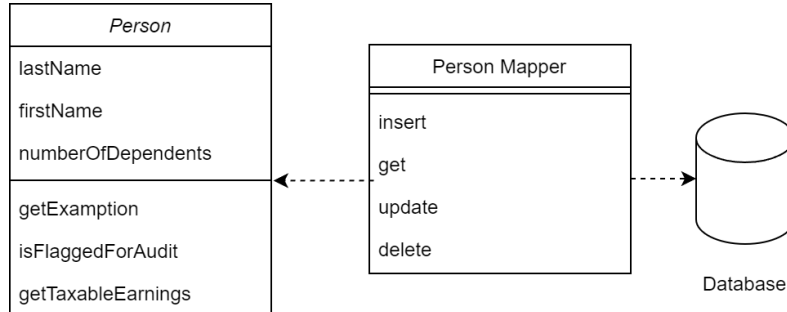 Person
lastName
firstName
numberOfDependents
getExamption
isFlaggedForAudit
getTaxableEarnings
Person Mapper
insert
get
update
delete
Database